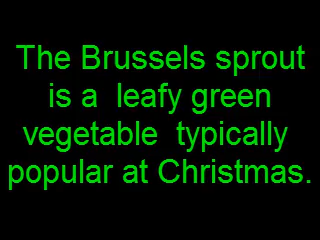 The Brussels sprout
is a  leafy green
vegetable  typically
popular at Christmas.